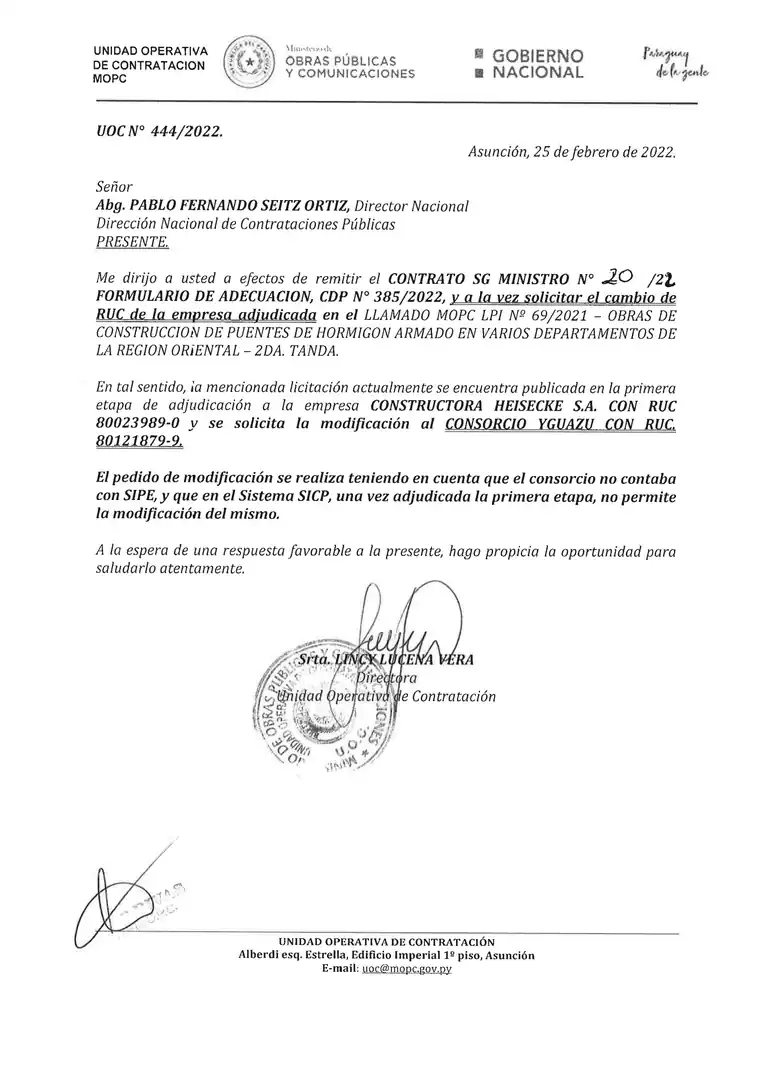 UNIDAD OPERATIVA
DE CONTRATACION
MOPC
Ministerio de
OBRAS PÚBLICAS
Y COMUNICACIONES
GOBIERNO
NACIONAL
Paraguay
de la gente
UOC N° 444/2022.
Asunción, 25 de febrero de 2022.
Señor
Abg. PABLO FERNANDO SEITZ ORTIZ, Director Nacional
Dirección Nacional de Contrataciones Públicas
PRESENTE.
Me dirijo a usted a efectos de remitir el CONTRATO SG MINISTRO N° 20 /22
FORMULARIO DE ADECUACION, CDP N° 385/2022, y a la vez solicitar el cambio de
RUC de la empresa adjudicada en el LLAMADO MOPC LPI Nº 69/2021 – OBRAS DE
CONSTRUCCION DE PUENTES DE HORMIGON ARMADO EN VARIOS DEPARTAMENTOS DE
LA REGION ORIENTAL – 2DA. TANDA.
En tal sentido, la mencionada licitación actualmente se encuentra publicada en la primera
etapa de adjudicación a la empresa CONSTRUCTORA HEISECKE S.A. CON RUC
80023989-0 y se solicita la modificación al CONSORCIO YGUAZU CON RUC.
80121879-9.
El pedido de modificación se realiza teniendo en cuenta que el consorcio no contaba
con SIPE, y que en el Sistema SICP, una vez adjudicada la primera etapa, no permite
la modificación del mismo.
A la espera de una respuesta favorable a la presente, hago propicia la oportunidad para
saludarlo atentamente.
Srta. LINCY LUCENA VERA
Directora
Unidad Operativa de Contratación
U.O.C.
UNIDAD OPERATIVA DE CONTRATACIÓN
Alberdi esq. Estrella, Edificio Imperial 1º piso, Asunción
E-mail: uoc@mopc.gov.py